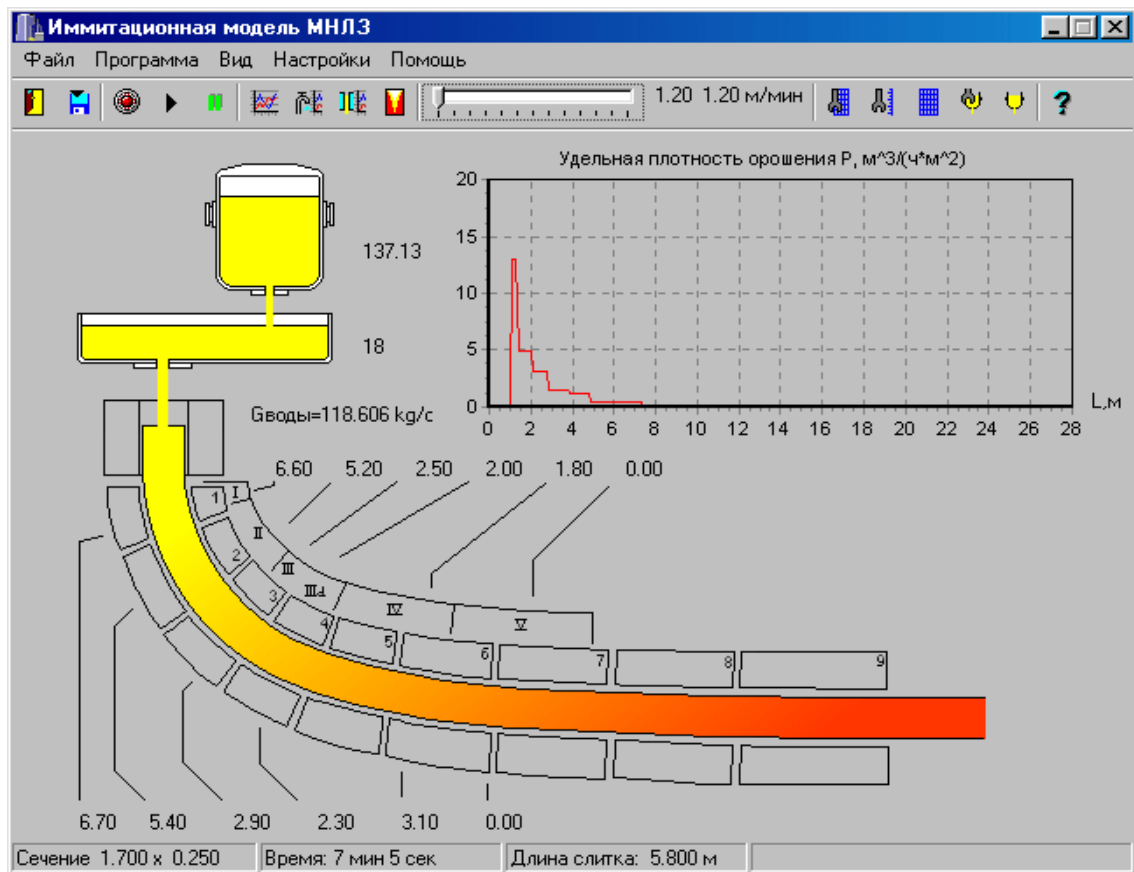 Иммитационная модель МНЛЗ
Файл Программа Вид Настройки Помощь
1.20 1.20 м/мин
Удельная плотность орошения Р, м^3/(ч*м^2)
20
15
10
5
0
0 2 4 6 8 10 12 14 16 18 20 22 24 26 28
L,м
137.13
18
Gводы=118.606 kg/c
6.60 5.20 2.50 2.00 1.80 0.00
I
II
III
IV
V
1
2
3
4
5
6
7
8
9
6.70 5.40 2.90 2.30 3.10 0.00
Сечение 1.700 x 0.250 Время: 7 мин 5 сек Длина слитка: 5.800 м